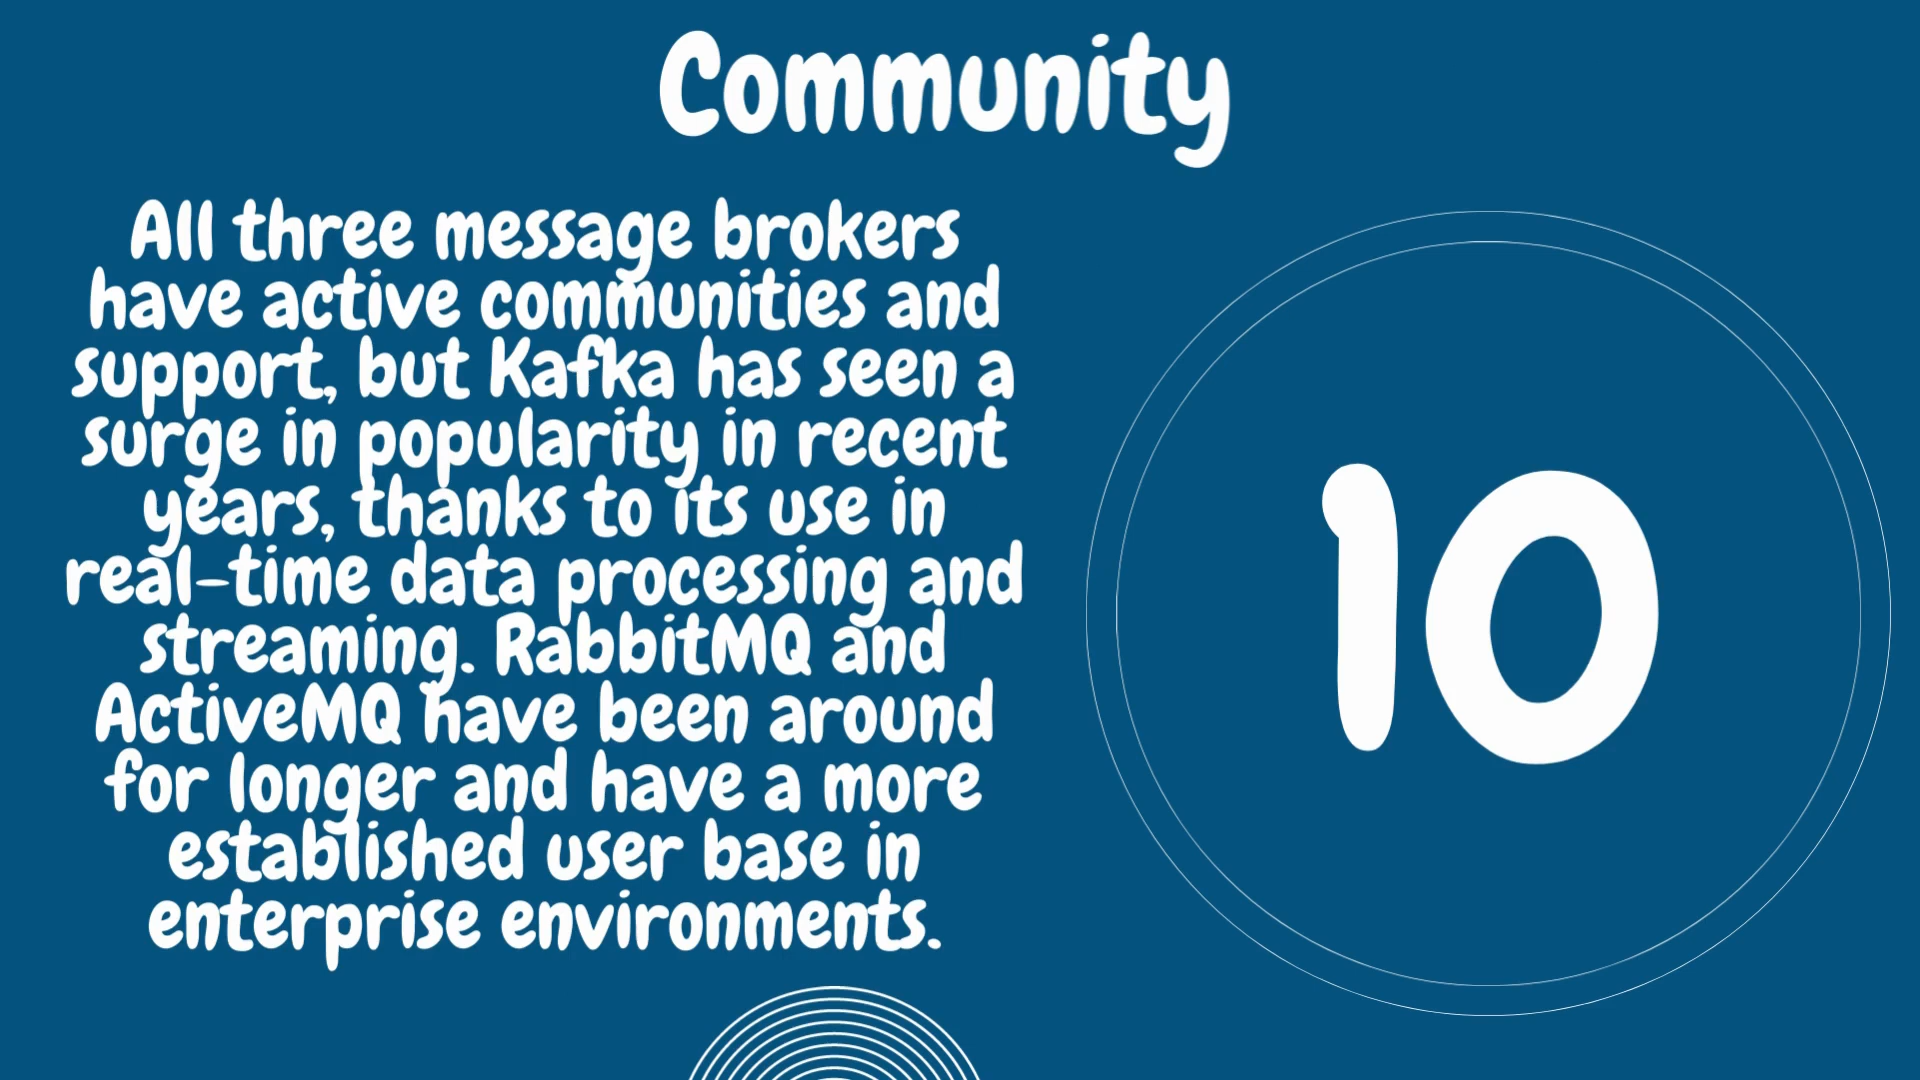 Community
All three message brokers
have active communities and
support, but Kafka has seen a
surge in popularity in recent
years, thanks to its use in
real-time data processing and
streaming. RabbitMQ and
ActiveMQ have been around
for longer and have a more
established user base in
enterprise environments.
10